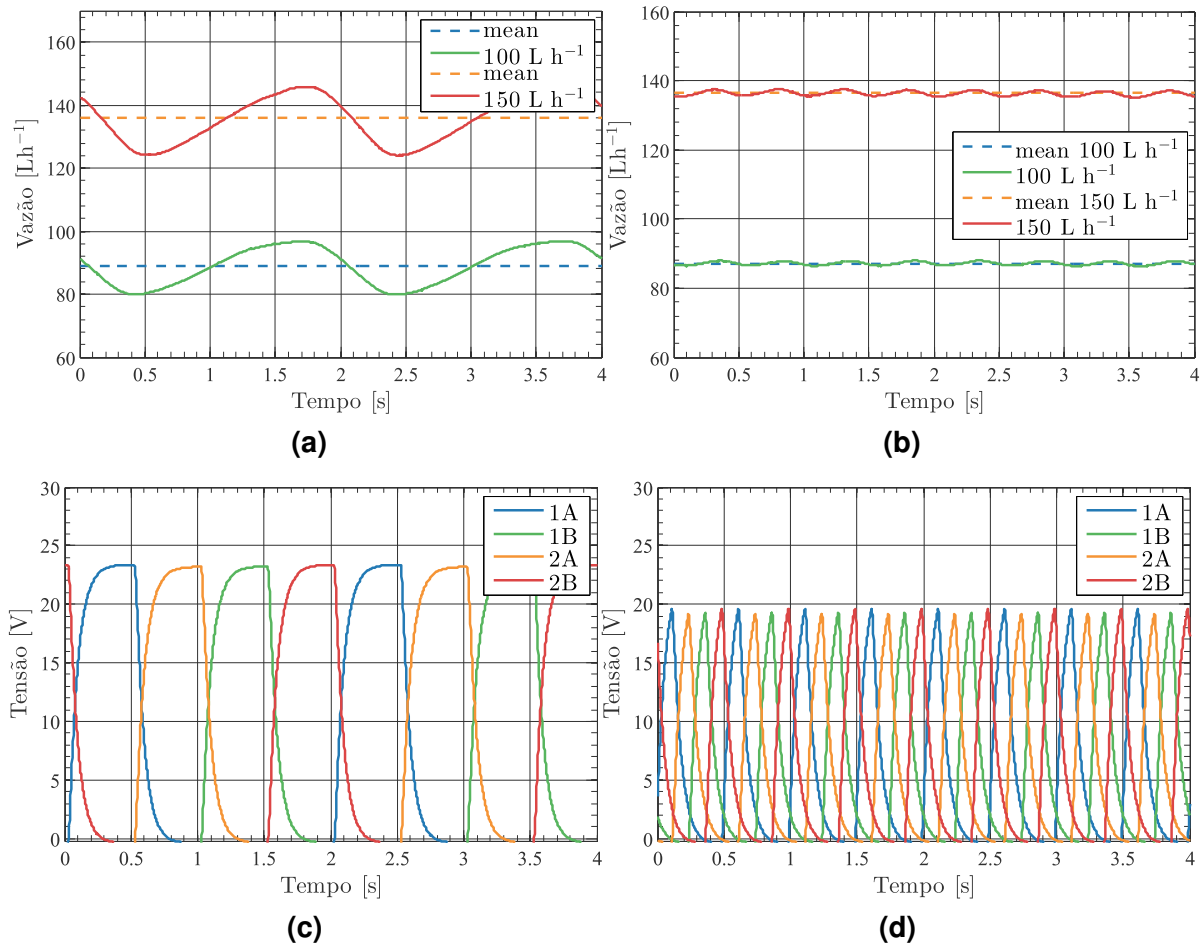 160
140
120
100
80
60
Vazão [Lh⁻¹]
mean
100 L h⁻¹
mean
150 L h⁻¹
0 0.5 1 1.5 2 2.5 3 3.5 4
Tempo [s]
(a)
160
140
120
100
80
60
Vazão [Lh⁻¹]
mean 100 L h⁻¹
100 L h⁻¹
mean 150 L h⁻¹
150 L h⁻¹
0 0.5 1 1.5 2 2.5 3 3.5 4
Tempo [s]
(b)
30
25
20
15
10
5
0
Tensão [V]
1A
1B
2A
2B
0 0.5 1 1.5 2 2.5 3 3.5 4
Tempo [s]
(c)
30
25
20
15
10
5
0
Tensão [V]
1A
1B
2A
2B
0 0.5 1 1.5 2 2.5 3 3.5 4
Tempo [s]
(d)